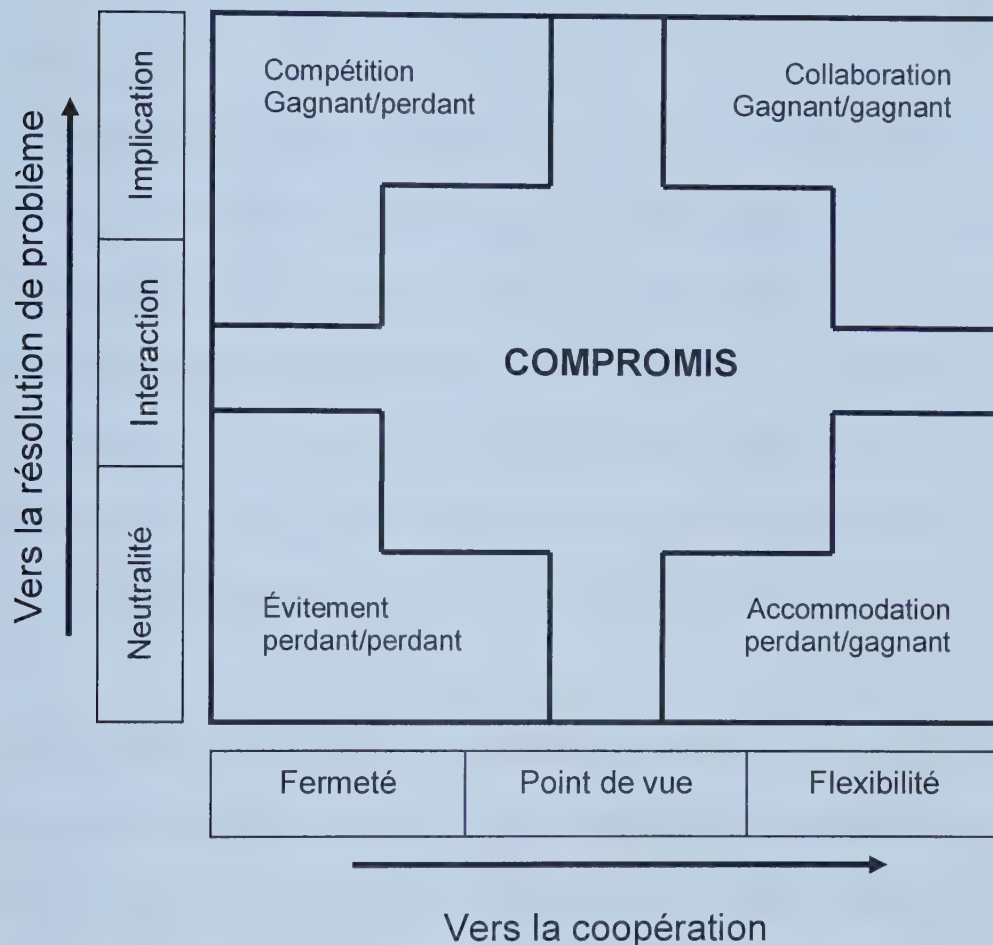 Vers la résolution de problème
Implication
Interaction
Neutralité
Compétition
Gagnant/perdant
Collaboration
Gagnant/gagnant
COMPROMIS
Évitement
perdant/perdant
Accommodation
perdant/gagnant
Fermeté
Point de vue
Flexibilité
Vers la coopération